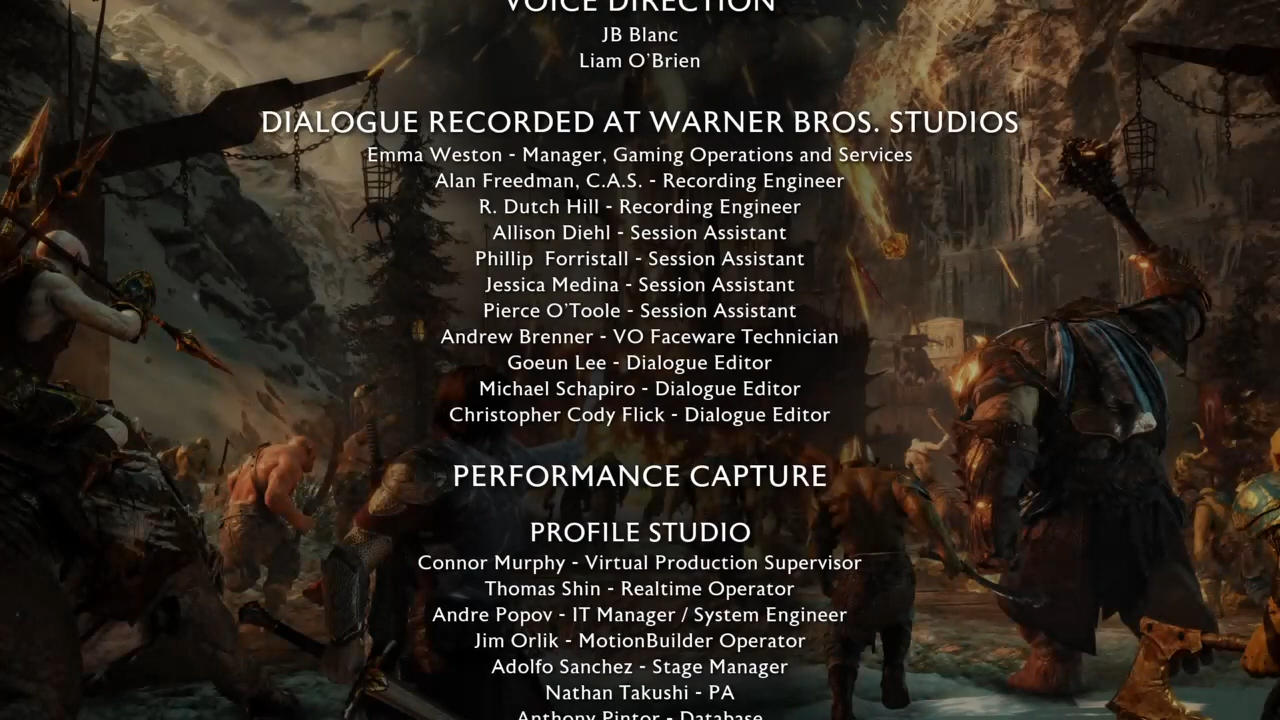 VOICE DIRECTION
JB Blanc
Liam O'Brien
DIALOGUE RECORDED AT WARNER BROS. STUDIOS
Emma Weston - Manager, Gaming Operations and Services
Alan Freedman, C.A.S. - Recording Engineer
R. Dutch Hill - Recording Engineer
Allison Diehl - Session Assistant
Phillip  Forristall - Session Assistant
Jessica Medina - Session Assistant
Pierce O'Toole - Session Assistant
Andrew Brenner - VO Faceware Technician
Goeun Lee - Dialogue Editor
Michael Schapiro - Dialogue Editor
Christopher Cody Flick - Dialogue Editor
PERFORMANCE CAPTURE
PROFILE STUDIO
Connor Murphy - Virtual Production Supervisor
Thomas Shin - Realtime Operator
Andre Popov - IT Manager / System Engineer
Jim Orlik - MotionBuilder Operator
Adolfo Sanchez - Stage Manager
Nathan Takushi - PA
Anthony Pintor - Database